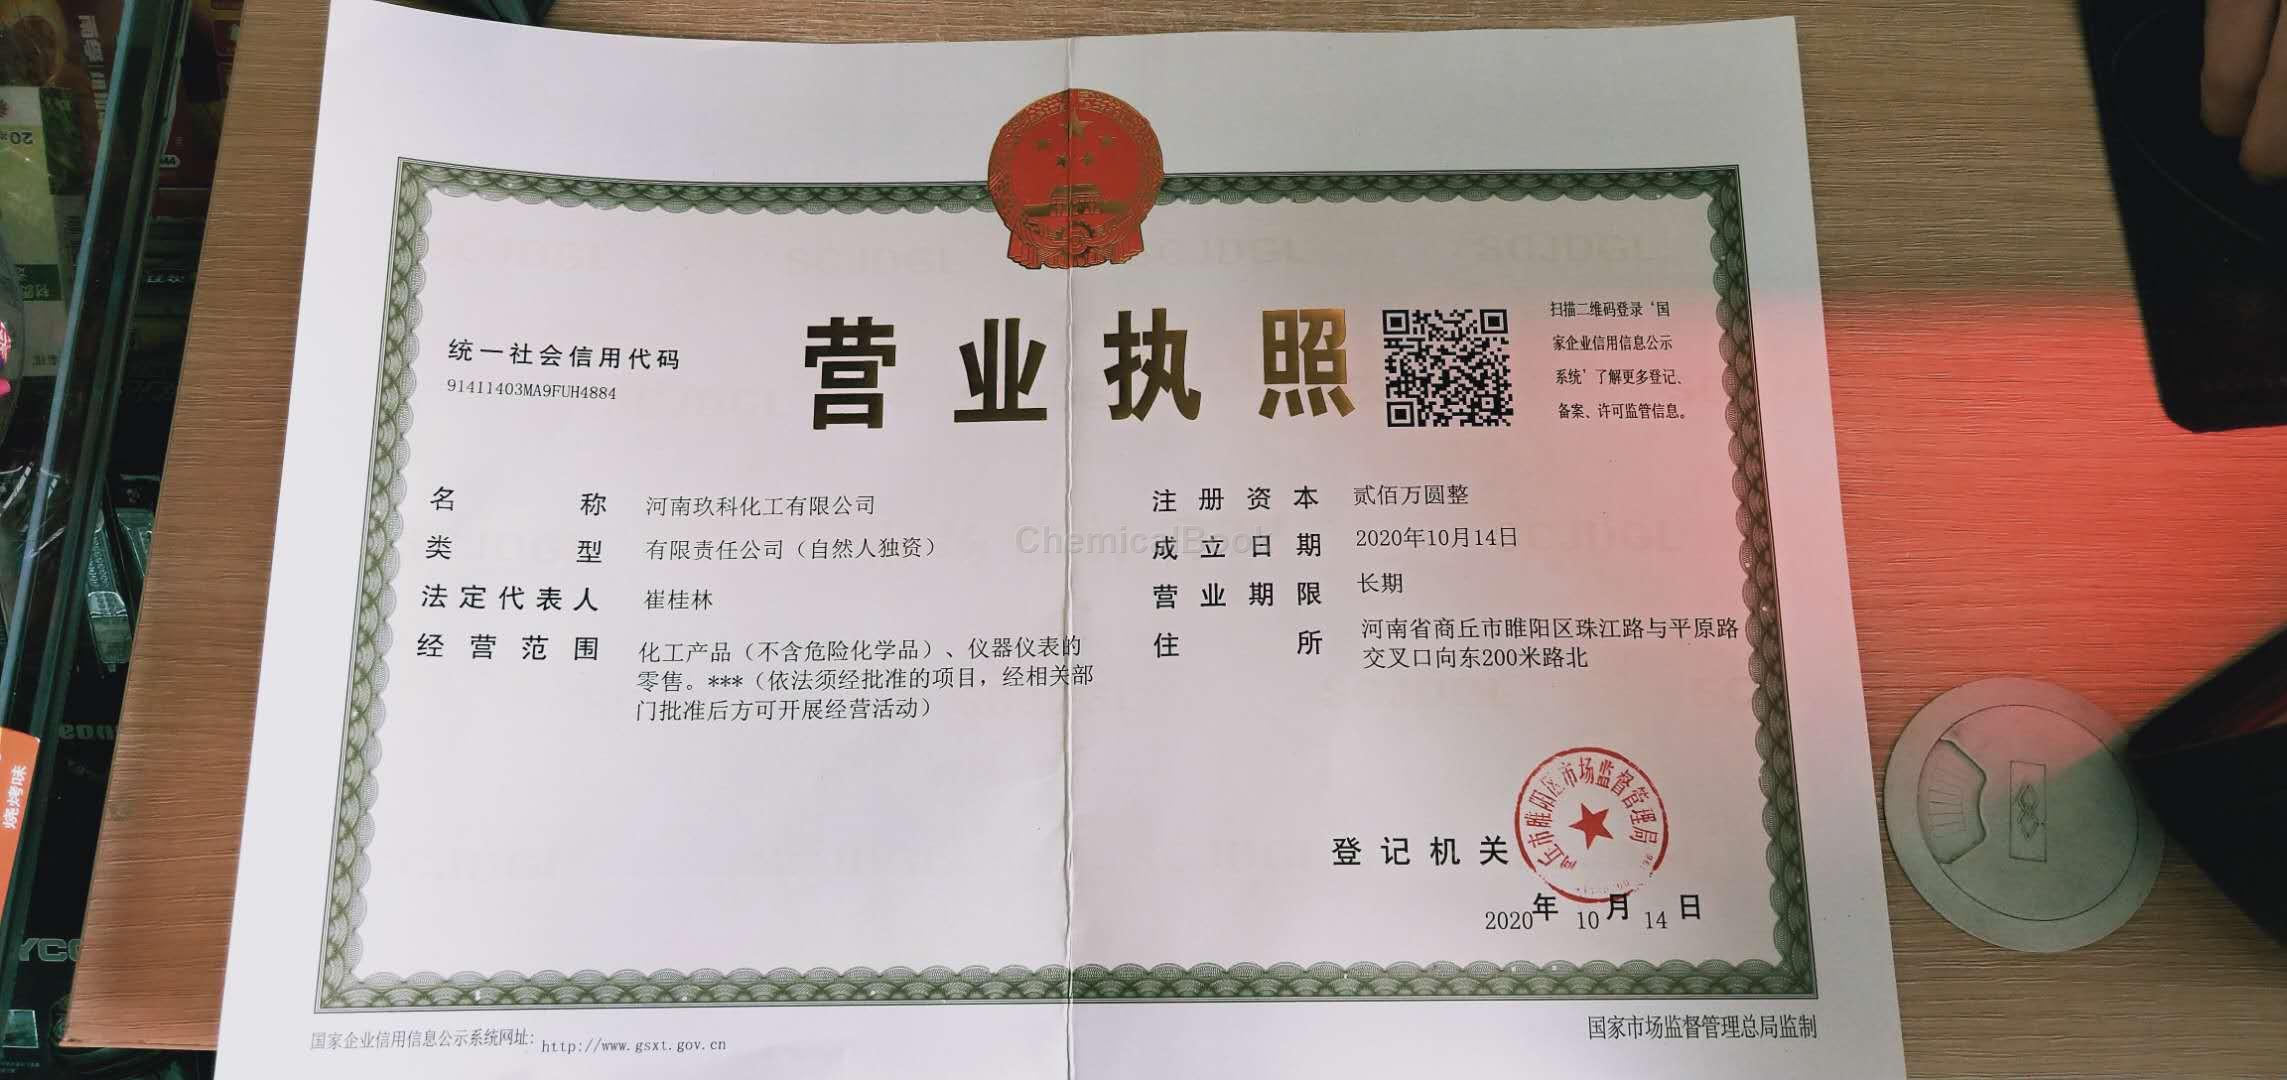 营业执照
统一社会信用代码
91411403MA9FUH4884
扫描二维码登录‘国
家企业信用信息公示
系统’了解更多登记、
备案、许可监管信息。
名称 河南玖科化工有限公司
类型 有限责任公司（自然人独资）
法定代表人 崔桂林
经营范围 化工产品（不含危险化学品）、仪器仪表的
零售。***（依法须经批准的项目，经相关部
门批准后方可开展经营活动）
注册资本 贰佰万圆整
成立日期 2020年10月14日
营业期限 长期
住所 河南省商丘市睢阳区珠江路与平原路
交叉口向东200米路北
ChemicalBook
登记机关
商丘市睢阳区市场监督管理局
2020年10月14日
国家企业信用信息公示系统网址：http://www.gsxt.gov.cn
国家市场监督管理总局监制
SCJDGL
烧烤味